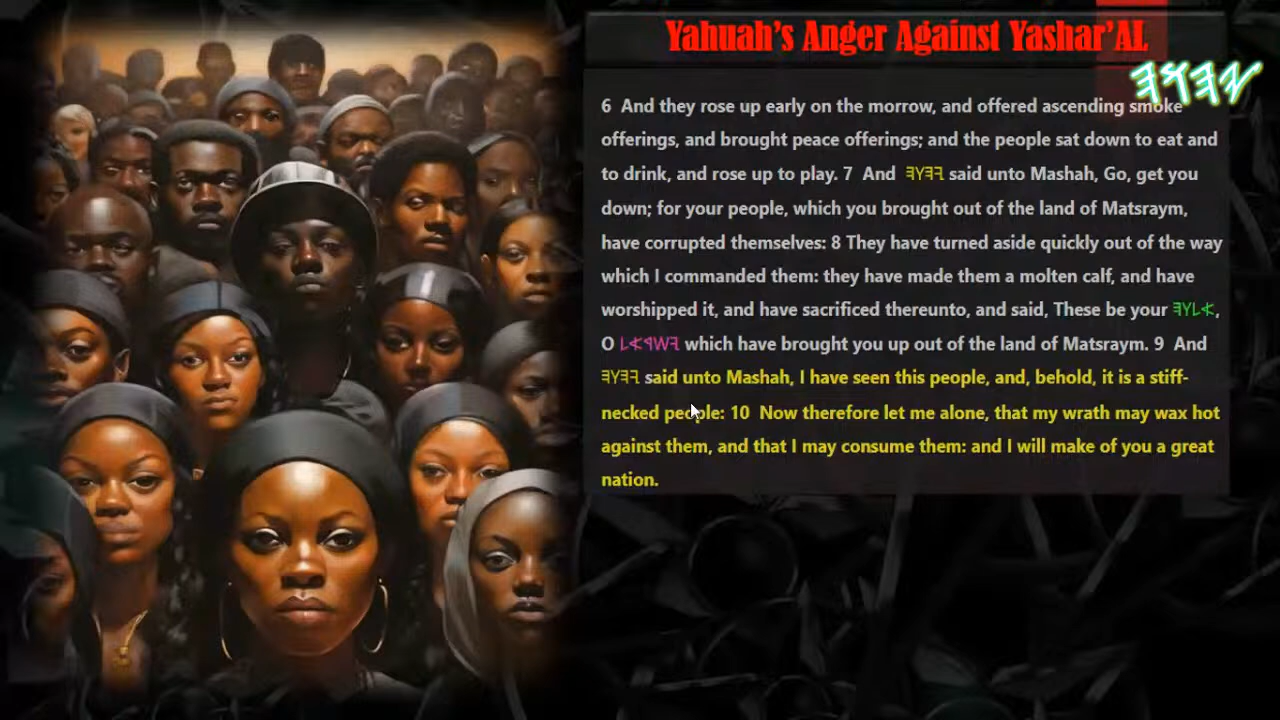 Yahuah’s Anger Against Yashar’AL
𐤉𐤄𐤅𐤄
6 And they rose up early on the morrow, and offered ascending smoke
offerings, and brought peace offerings; and the people sat down to eat and
to drink, and rose up to play. 7 And 𐤉𐤄𐤅𐤄 said unto Mashah, Go, get you
down; for your people, which you brought out of the land of Matsraym,
have corrupted themselves: 8 They have turned aside quickly out of the way
which I commanded them: they have made them a molten calf, and have
worshipped it, and have sacrificed thereunto, and said, These be your 𐤀𐤋𐤅𐤄,
O 𐤉𐤔𐤓𐤀𐤋 which have brought you up out of the land of Matsraym. 9 And
𐤉𐤄𐤅𐤄 said unto Mashah, I have seen this people, and, behold, it is a stiff-
necked people: 10 Now therefore let me alone, that my wrath may wax hot
against them, and that I may consume them: and I will make of you a great
nation.